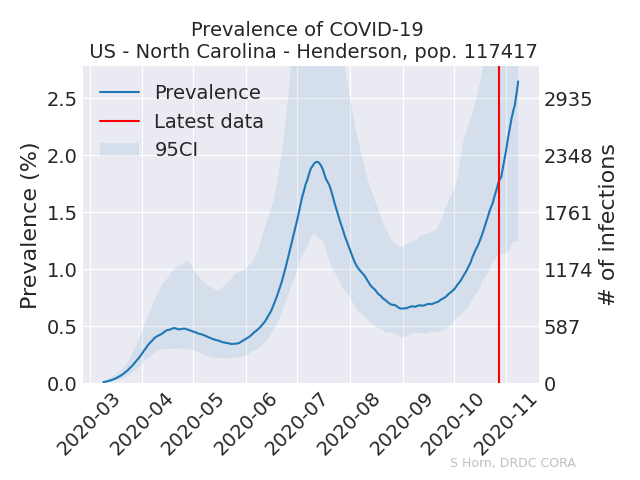 Prevalence of COVID-19
US - North Carolina - Henderson, pop. 117417
Prevalence
Latest data
95CI
Prevalence (%)
2.5
2.0
1.5
1.0
0.5
0.0
2935
2348
1761
1174
587
0
# of infections
2020-03
2020-04
2020-05
2020-06
2020-07
2020-08
2020-09
2020-10
2020-11
S Horn, DRDC CORA